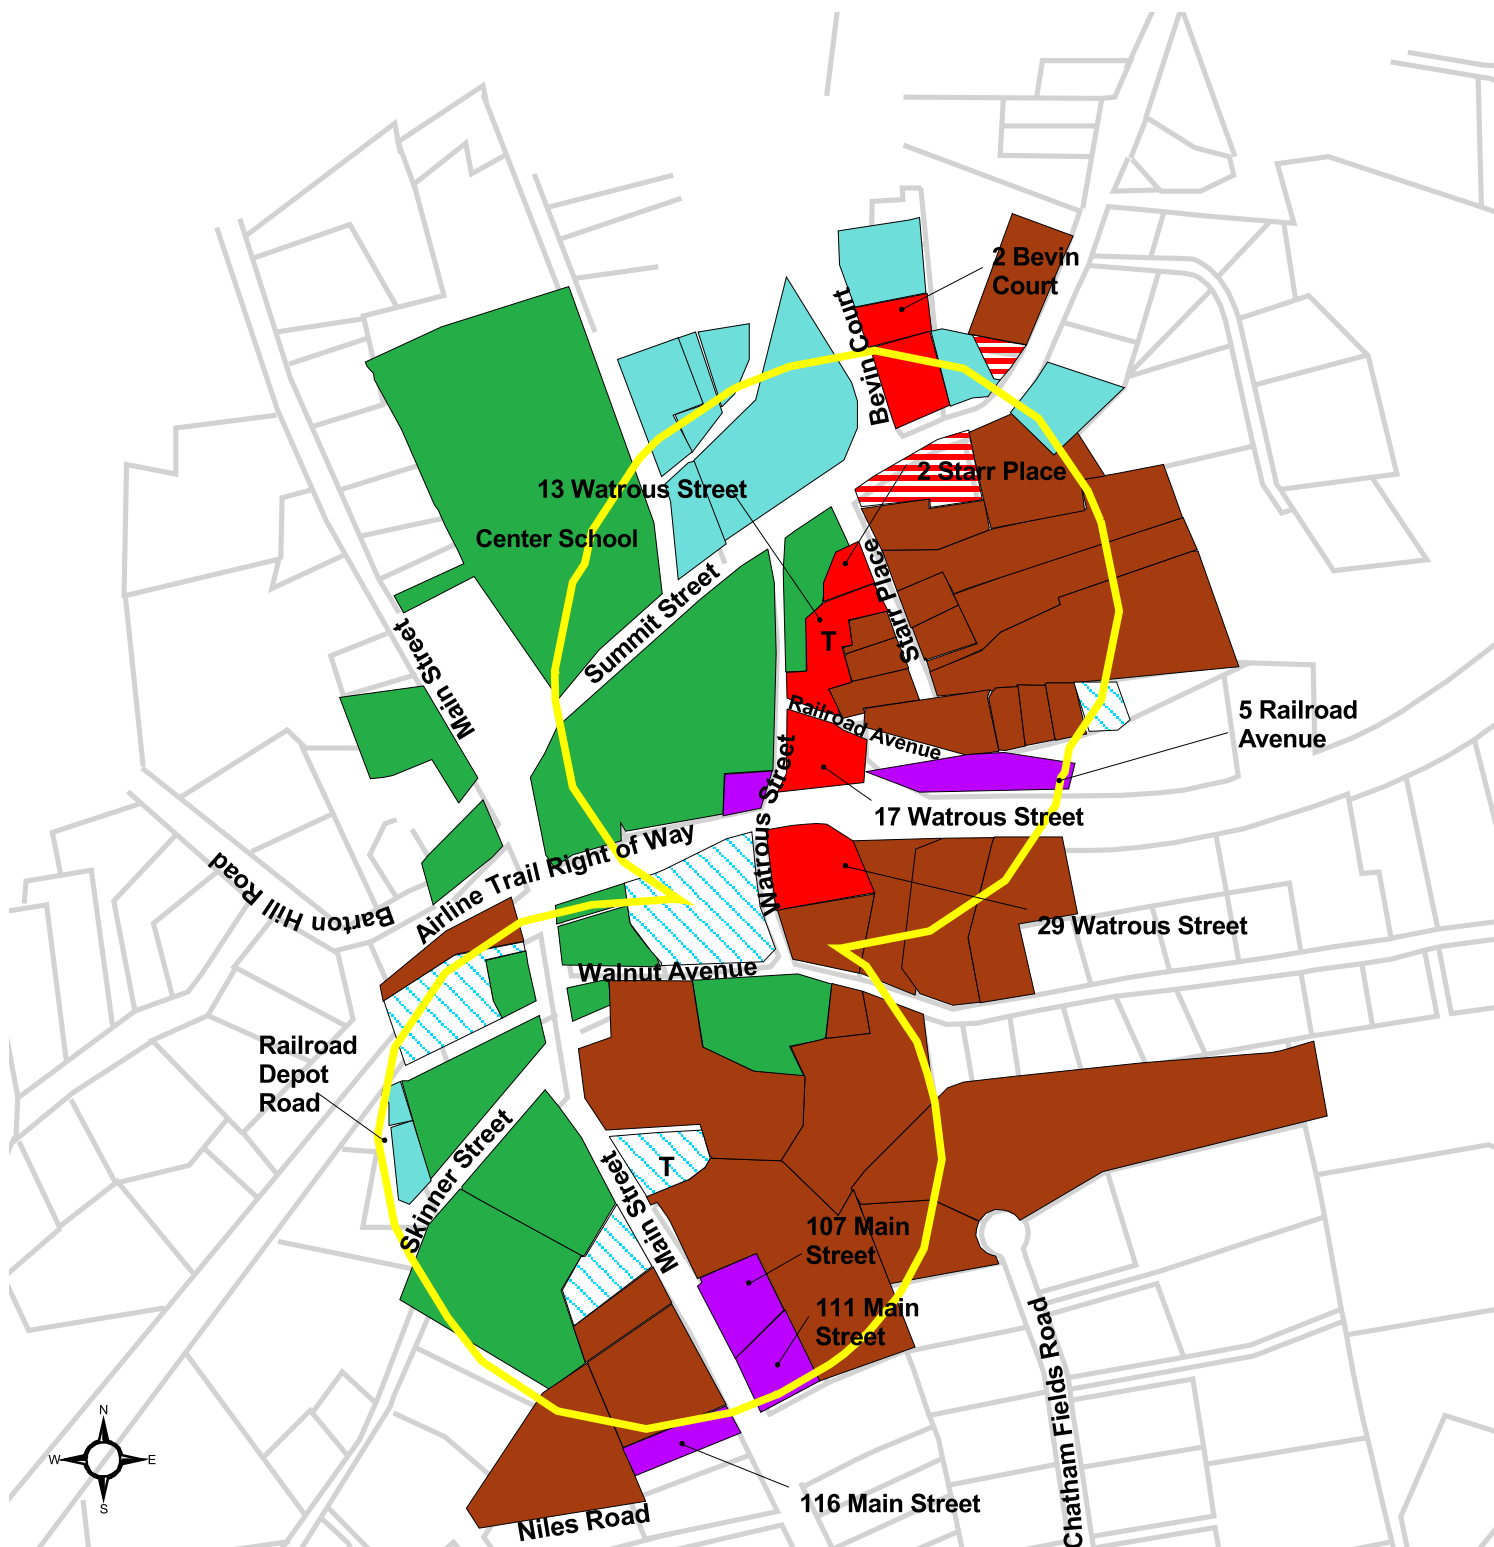 2 Bevin
Court
Bevin Court
2 Starr Place
13 Watrous Street
Center School
Summit Street
Starr Place
Main Street
T
Railroad Avenue
5 Railroad
Avenue
Watrous Street
17 Watrous Street
Airline Trail Right of Way
Barton Hill Road
29 Watrous Street
Walnut Avenue
Railroad
Depot
Road
Skinner Street
T
Main Street
107 Main
Street
111 Main
Street
Chatham Fields Road
N
W
E
S
116 Main Street
Niles Road